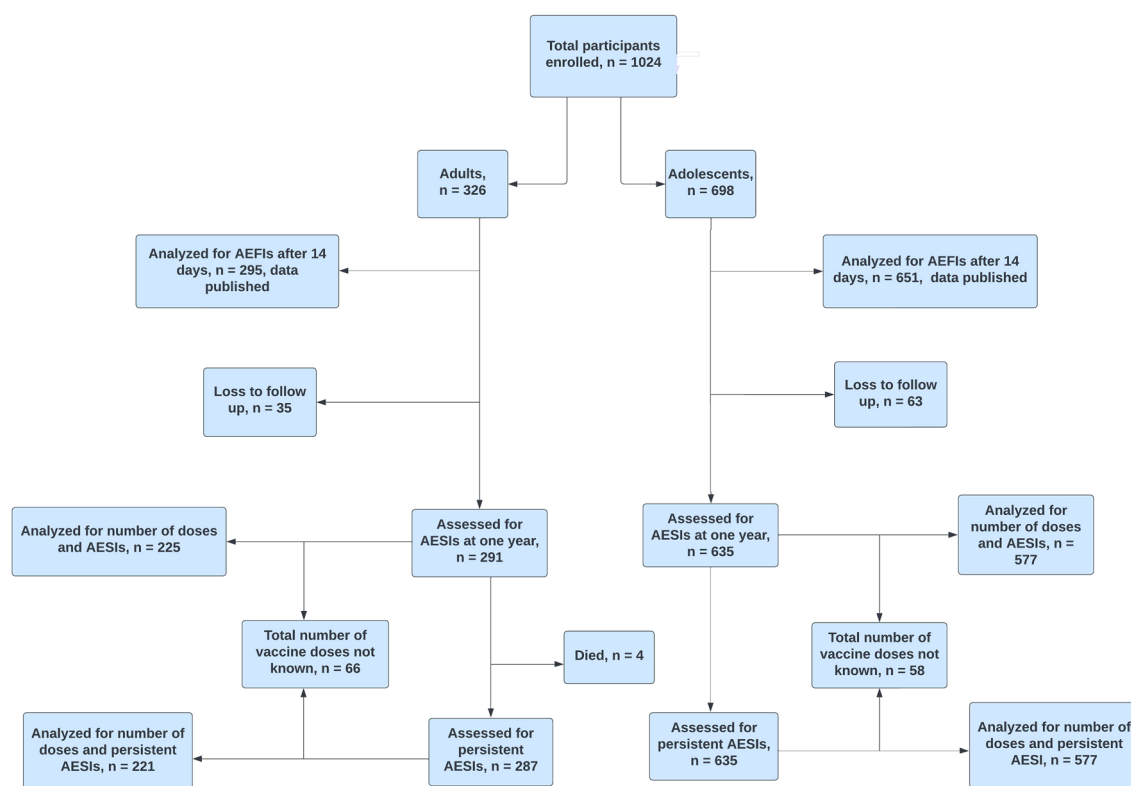 Total participants
enrolled, n = 1024
Adults,
n = 326
Adolescents,
n = 698
Analyzed for AEFIs after 14
days, n = 295, data
published
Analyzed for AEFIs after 14
days, n = 651,  data published
Loss to follow
up, n = 35
Loss to follow
up, n = 63
Analyzed for number of doses
and AESIs, n = 225
Assessed for
AESIs at one year,
n = 291
Assessed for
AESIs at one year,
n = 635
Analyzed for
number of doses
and AESIs, n =
577
Total number of
vaccine doses not
known, n = 66
Died, n = 4
Total number of
vaccine doses not
known, n = 58
Analyzed for number of
doses and persistent
AESIs, n = 221
Assessed for
persistent
AESIs, n = 287
Assessed for
persistent AESIs,
n = 635
Analyzed for number of
doses and persistent
AESI, n = 577